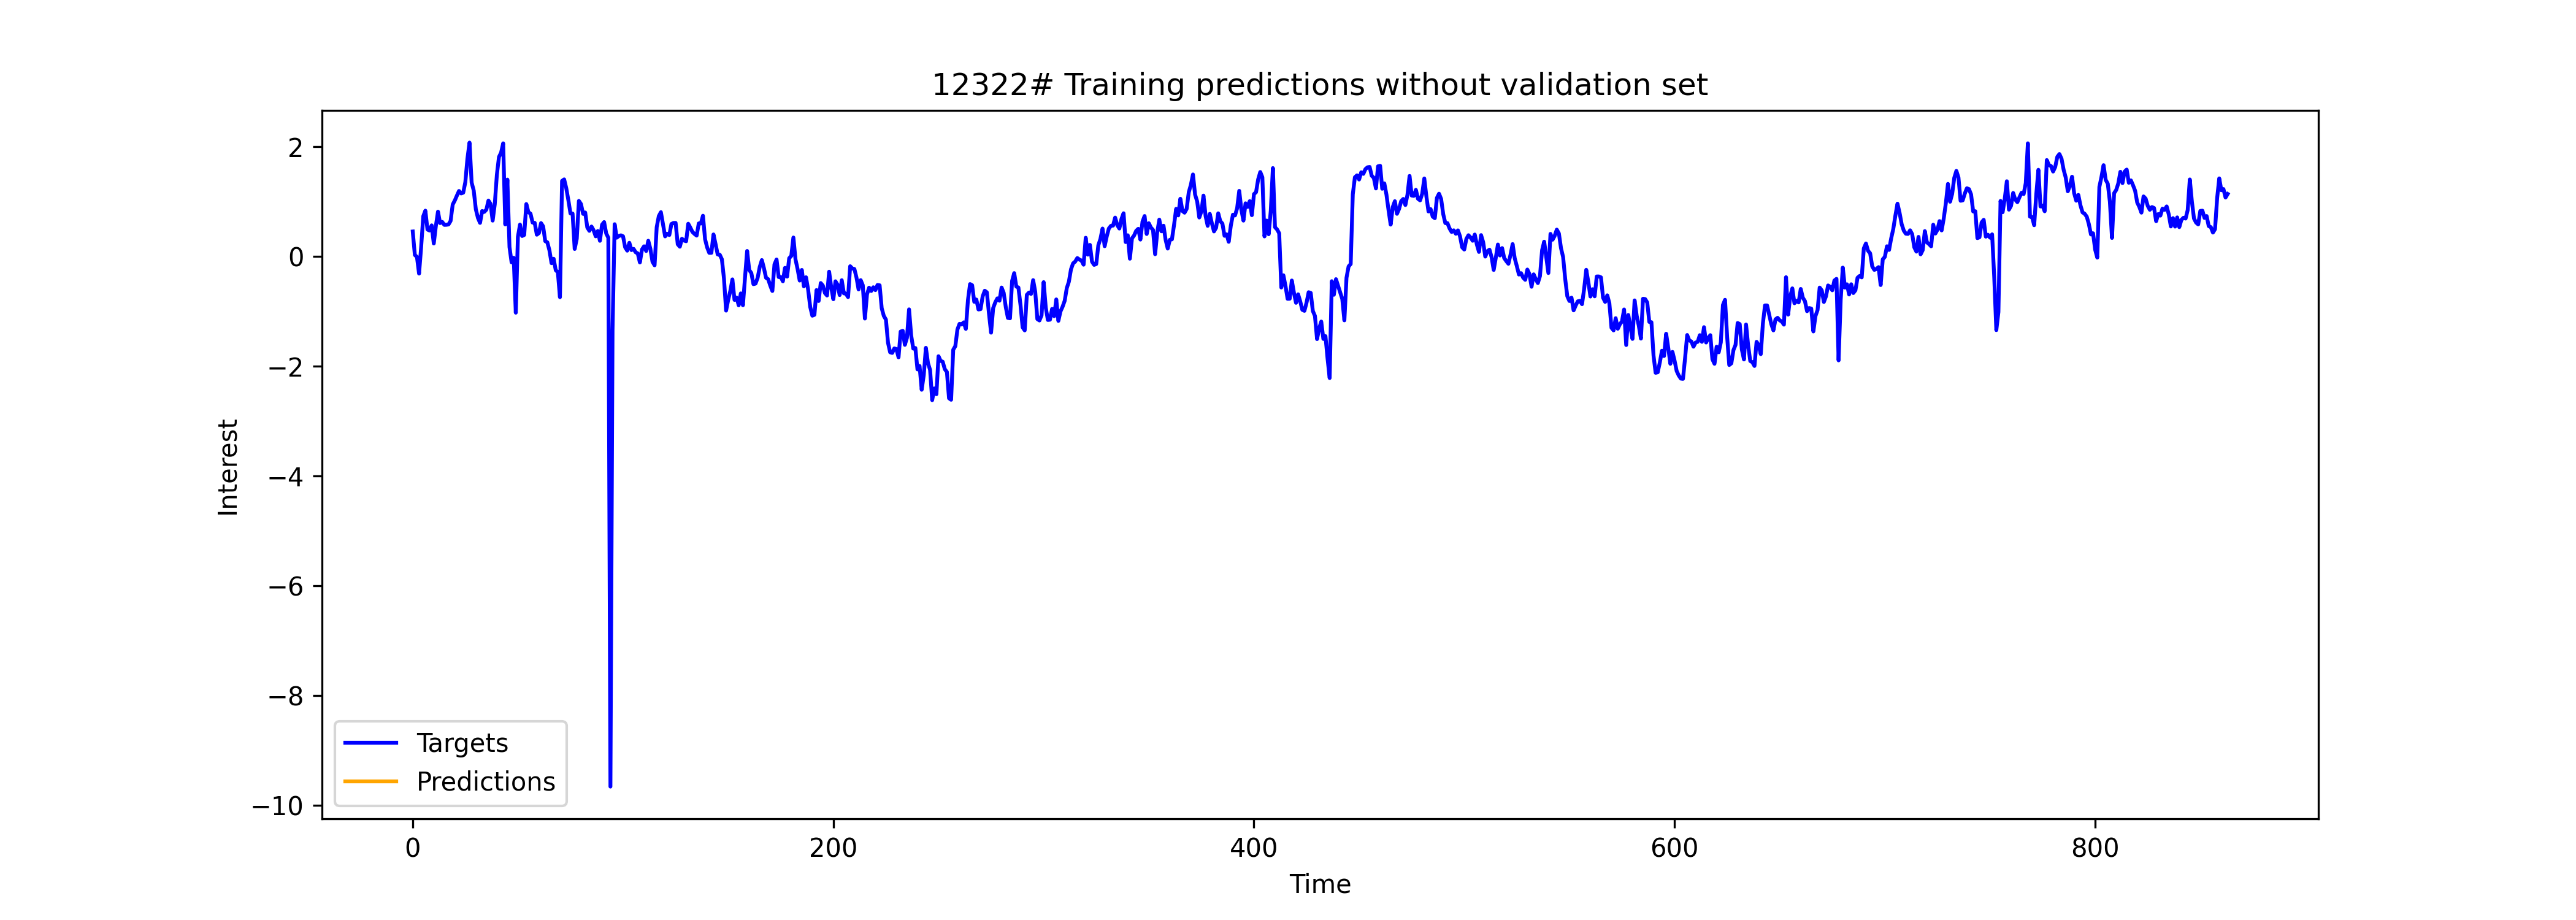 12322# Training predictions without validation set
2
0
−2
−4
−6
−8
−10
Interest
Targets
Predictions
0
200
400
600
800
Time